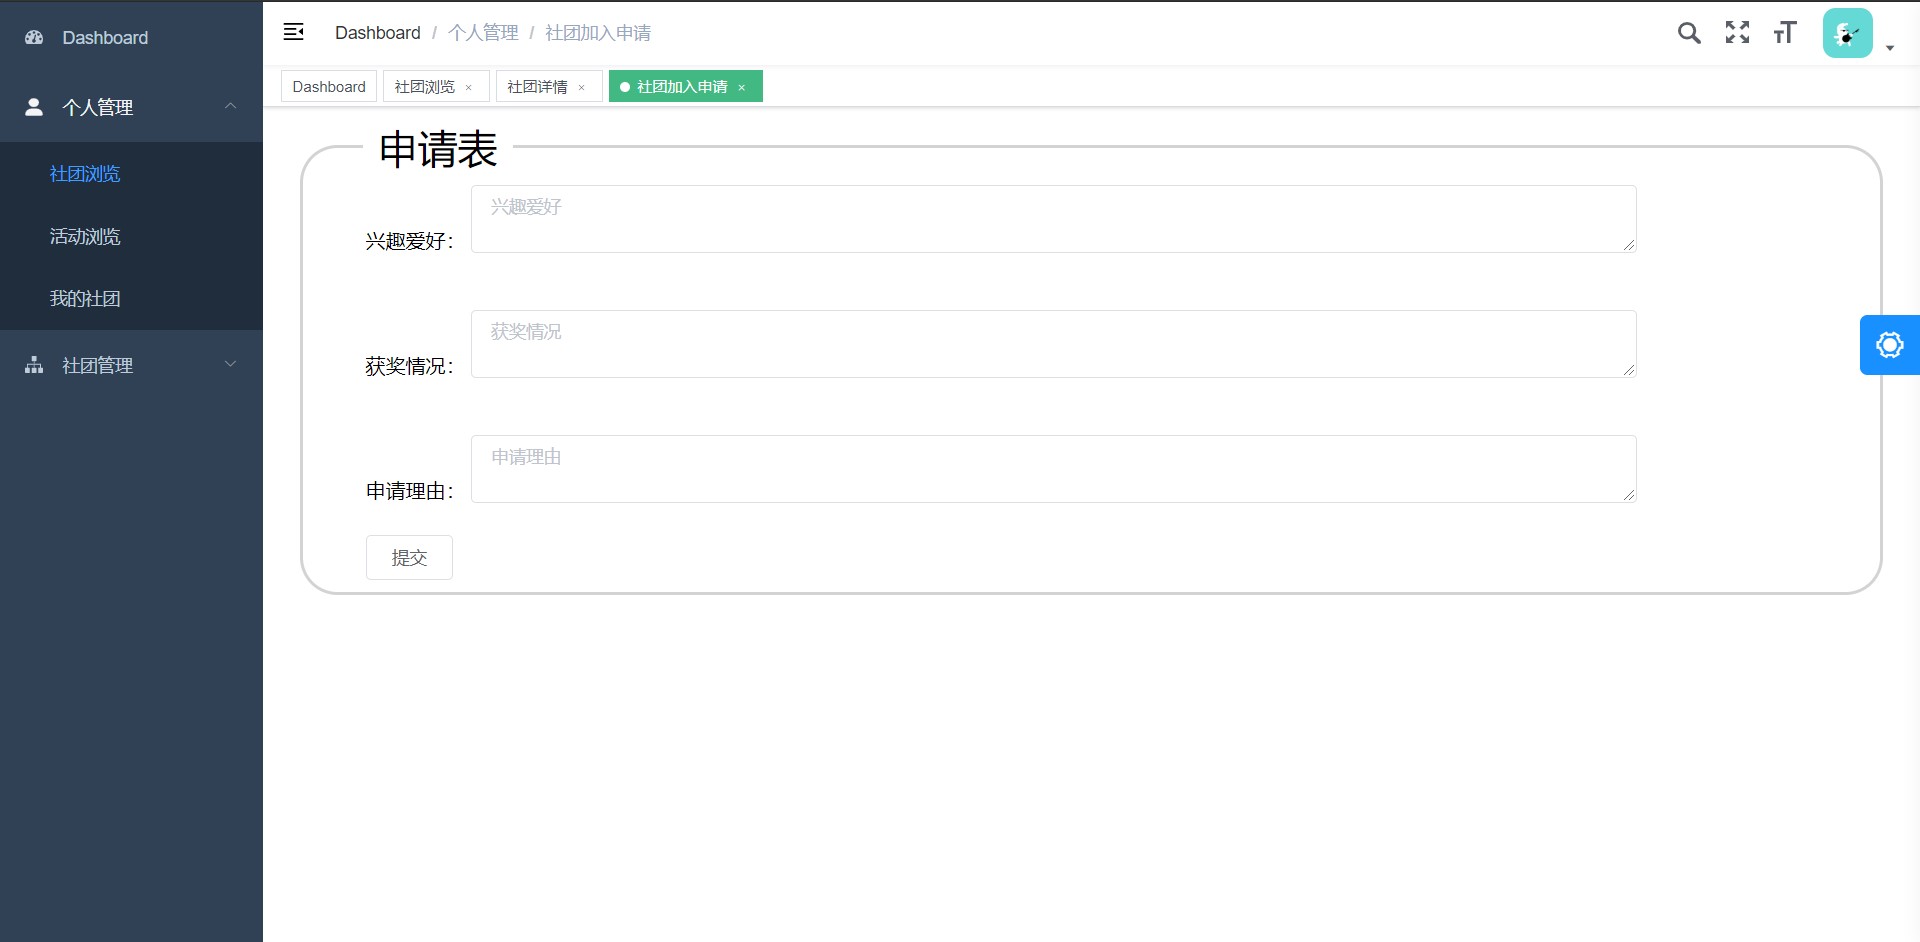 Dashboard
个人管理
社团浏览
活动浏览
我的社团
社团管理
Dashboard / 个人管理 / 社团加入申请
Dashboard 社团浏览 × 社团详情 × 社团加入申请 ×
申请表
兴趣爱好： 兴趣爱好
获奖情况： 获奖情况
申请理由： 申请理由
提交